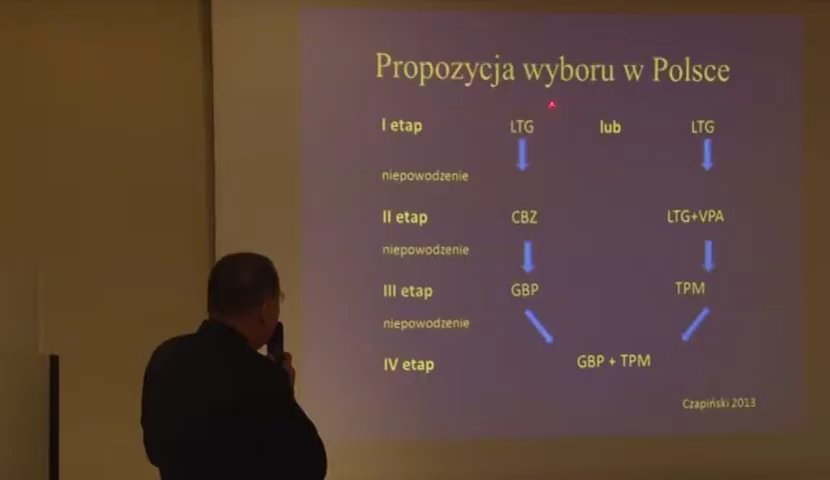 Propozycja wyboru w Polsce
I etap LTG lub LTG
niepowodzenie
II etap CBZ LTG+VPA
niepowodzenie
III etap GBP TPM
niepowodzenie
IV etap GBP + TPM
Czapiński 2013